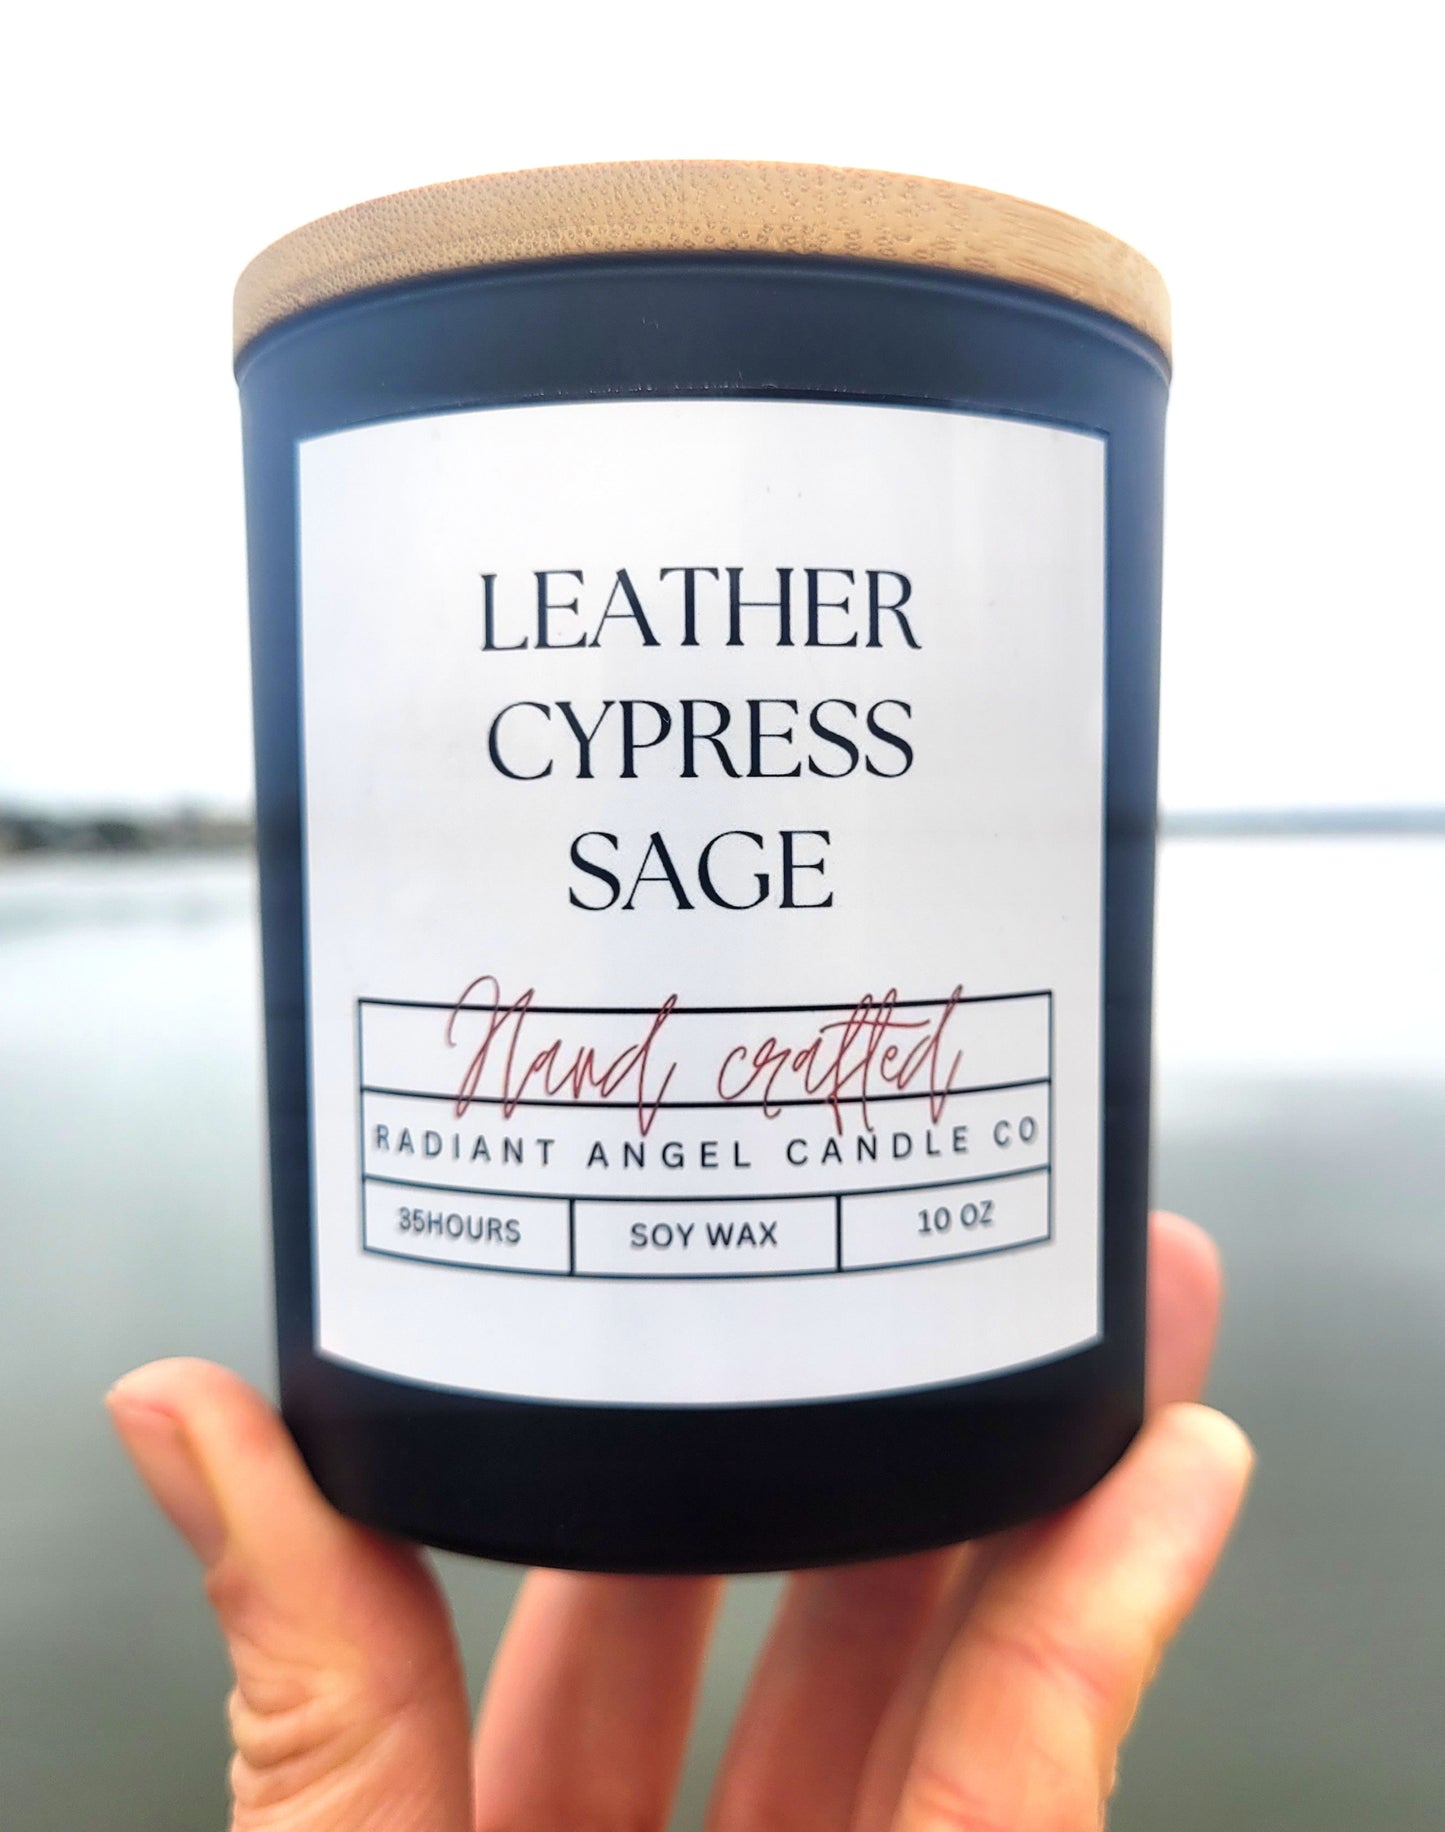 LEATHER
CYPRESS
SAGE
Hand crafted
RADIANT ANGEL CANDLE CO
35HOURS SOY WAX 10 OZ